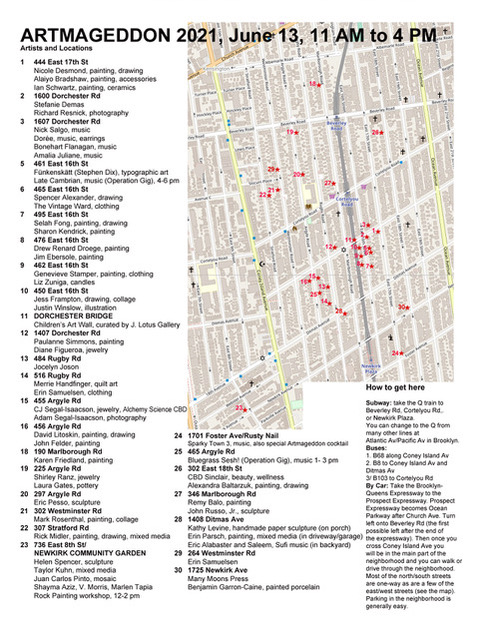 ARTMAGEDDON 2021, June 13, 11 AM to 4 PM
Artists and Locations
1 444 East 17th St
Nicole Desmond, painting, drawing
Alaiyo Bradshaw, painting, accessories
Ian Schwartz, painting, ceramics
2 1600 Dorchester Rd
Stefanie Demas
Richard Resnick, photography
3 1607 Dorchester Rd
Nick Salgo, music
Dorée, music, earrings
Bonehart Flanagan, music
Amalia Juliane, music
5 461 East 16th St
Fünkenskätt (Stephen Dix), typographic art
Late Cambrian, music (Operation Gig), 4-6 pm
6 465 East 16th St
Spencer Alexander, drawing
The Vintage Ward, clothing
7 495 East 16th St
Selah Fong, painting, drawing
Sharon Kendrick, painting
8 476 East 16th St
Drew Renard Droege, painting
Jim Ebersole, painting
9 462 East 16th St
Genevieve Stamper, painting, clothing
Liz Zuniga, candles
10 450 East 16th St
Jess Frampton, drawing, collage
Justin Winslow, illustration
11 DORCHESTER BRIDGE
Children's Art Wall, curated by J. Lotus Gallery
12 1407 Dorchester Rd
Paulanne Simmons, painting
Diane Figueroa, jewelry
13 484 Rugby Rd
Jocelyn Joson
14 516 Rugby Rd
Merrie Handfinger, quilt art
Erin Samuelsen, clothing
15 455 Argyle Rd
CJ Segal-Isaacson, jewelry, Alchemy Science CBD
Adam Segal-Isaacson, photography
16 456 Argyle Rd
David Litoskin, painting, drawing
John Felder, painting
18 190 Marlborough Rd
Karen Friedland, painting
19 225 Argyle Rd
Shirley Ranz, jewelry
Laura Gates, pottery
20 297 Argyle Rd
Eric Pesso, sculpture
21 302 Westminster Rd
Mark Rosenthal, painting, collage
22 307 Stratford Rd
Rick Midler, painting, drawing, mixed media
23 736 East 8th St/
NEWKIRK COMMUNITY GARDEN
Helen Spencer, sculpture
Taylor Kuhn, mixed media
Juan Carlos Pinto, mosaic
Shayma Aziz, V. Morris, Marlen Tapia
Rock Painting workshop, 12-2 pm
24 1701 Foster Ave/Rusty Nail
Sparky Town 3, music, also special Artmageddon cocktail
25 465 Argyle Rd
Bluegrass Sesh! (Operation Gig), music 1- 3 pm
26 302 East 18th St
CBD Sinclair, beauty, wellness
Alexandra Baltarzuk, painting, drawing
27 346 Marlborough Rd
Remy Balo, painting
John Russo, Jr., sculpture
28 1408 Ditmas Ave
Kathy Levine, handmade paper sculpture (on porch)
Erin Parsch, painting, mixed media (in driveway/garage)
Eric Alabaster and Saleem, Sufi music (in backyard)
29 264 Westminster Rd
Erin Samuelsen
30 1725 Newkirk Ave
Many Moons Press
Benjamin Garron-Caine, painted porcelain
Beverley Road
Cortelyou Road
Newkirk Plaza
How to get here
Subway: take the Q train to
Beverley Rd, Cortelyou Rd..
or Newkirk Plaza.
You can change to the Q from
many other lines at
Atlantic Av/Pacific Av in Brooklyn.
Buses:
1. B68 along Coney Island Av
2. B8 to Coney Island Av and
Ditmas Av
3/ B103 to Cortelyou Rd
By Car: Take the Brooklyn-
Queens Expressway to the
Prospect Expressway. Prospect
Expressway becomes Ocean
Parkway after Church Ave. Turn
left onto Beverley Rd (the first
possible left after the end of
the expressway). Then once you
cross Coney Island Ave you
will be in the main part of the
neighborhood and you can walk or
drive through the neighborhood.
Most of the north/south streets
are one-way as are a few of the
east/west streets (see the map).
Parking in the neighborhood is
generally easy.